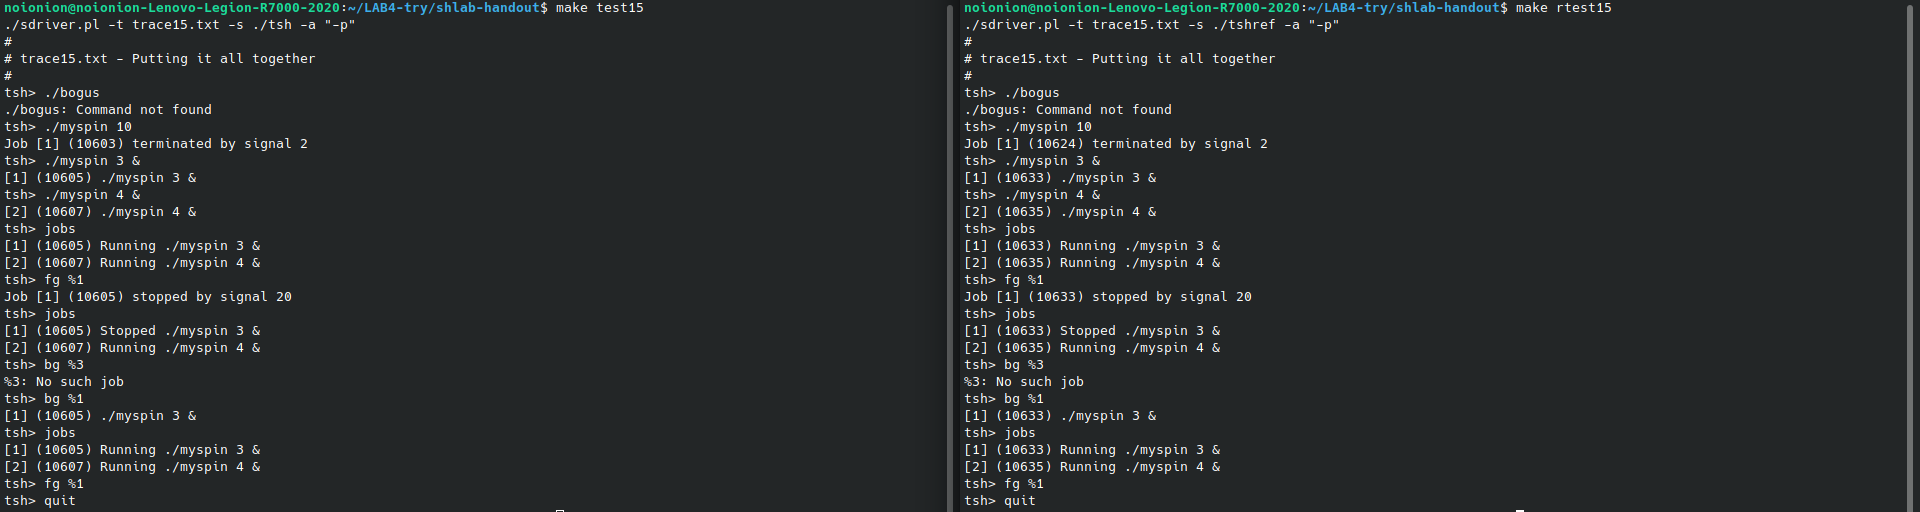 noionion@noionion-Lenovo-Legion-R7000-2020:~/LAB4-try/shlab-handout$ make test15
./sdriver.pl -t trace15.txt -s ./tsh -a "-p"
#
# trace15.txt - Putting it all together
#
tsh> ./bogus
./bogus: Command not found
tsh> ./myspin 10
Job [1] (10603) terminated by signal 2
tsh> ./myspin 3 &
[1] (10605) ./myspin 3 &
tsh> ./myspin 4 &
[2] (10607) ./myspin 4 &
tsh> jobs
[1] (10605) Running ./myspin 3 &
[2] (10607) Running ./myspin 4 &
tsh> fg %1
Job [1] (10605) stopped by signal 20
tsh> jobs
[1] (10605) Stopped ./myspin 3 &
[2] (10607) Running ./myspin 4 &
tsh> bg %3
%3: No such job
tsh> bg %1
[1] (10605) ./myspin 3 &
tsh> jobs
[1] (10605) Running ./myspin 3 &
[2] (10607) Running ./myspin 4 &
tsh> fg %1
tsh> quit
noionion@noionion-Lenovo-Legion-R7000-2020:~/LAB4-try/shlab-handout$ make rtest15
./sdriver.pl -t trace15.txt -s ./tshref -a "-p"
#
# trace15.txt - Putting it all together
#
tsh> ./bogus
./bogus: Command not found
tsh> ./myspin 10
Job [1] (10624) terminated by signal 2
tsh> ./myspin 3 &
[1] (10633) ./myspin 3 &
tsh> ./myspin 4 &
[2] (10635) ./myspin 4 &
tsh> jobs
[1] (10633) Running ./myspin 3 &
[2] (10635) Running ./myspin 4 &
tsh> fg %1
Job [1] (10633) stopped by signal 20
tsh> jobs
[1] (10633) Stopped ./myspin 3 &
[2] (10635) Running ./myspin 4 &
tsh> bg %3
%3: No such job
tsh> bg %1
[1] (10633) ./myspin 3 &
tsh> jobs
[1] (10633) Running ./myspin 3 &
[2] (10635) Running ./myspin 4 &
tsh> fg %1
tsh> quit